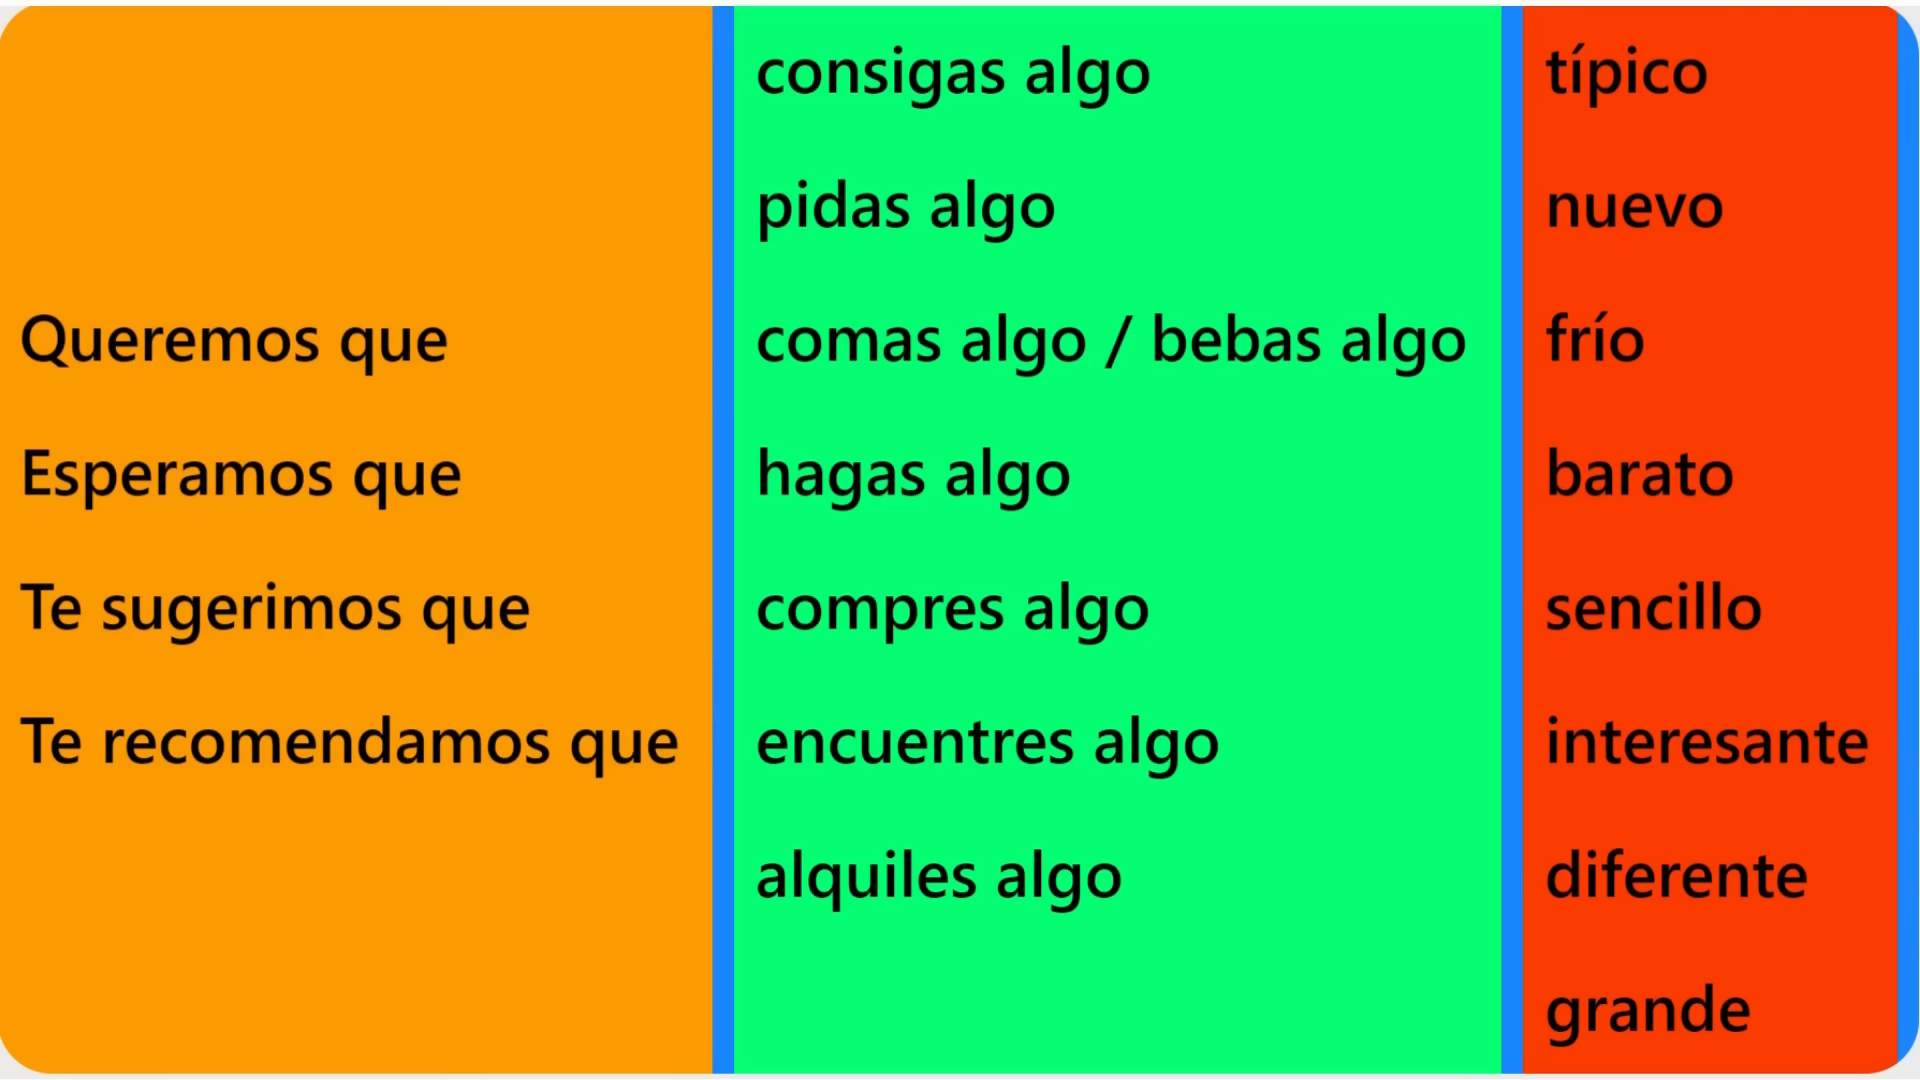 Queremos que
Esperamos que
Te sugerimos que
Te recomendamos que
consigas algo
pidas algo
comas algo / bebas algo
hagas algo
compres algo
encuentres algo
alquiles algo
típico
nuevo
frío
barato
sencillo
interesante
diferente
grande